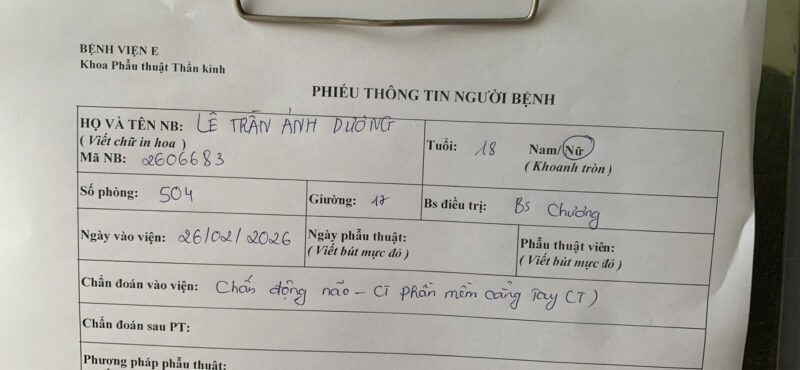 BỆNH VIỆN E
Khoa Phẫu thuật Thần kinh
PHIẾU THÔNG TIN NGƯỜI BỆNH
HỌ VÀ TÊN NB: LÊ TRẦN ÁNH DƯƠNG
( Viết chữ in hoa )
Mã NB: 2606683
Tuổi: 18 Nam/Nữ
( Khoanh tròn )
Số phòng: 504 Giường: 17 Bs điều trị: Bs Chương
Ngày vào viện: 26/02/2026 Ngày phẫu thuật: Phẫu thuật viên:
( Viết bút mực đỏ ) ( Viết bút mực đỏ )
Chẩn đoán vào viện: Chấn động não - CT phần mềm cẳng tay (T)
Chẩn đoán sau PT:
Phương pháp phẫu thuật: